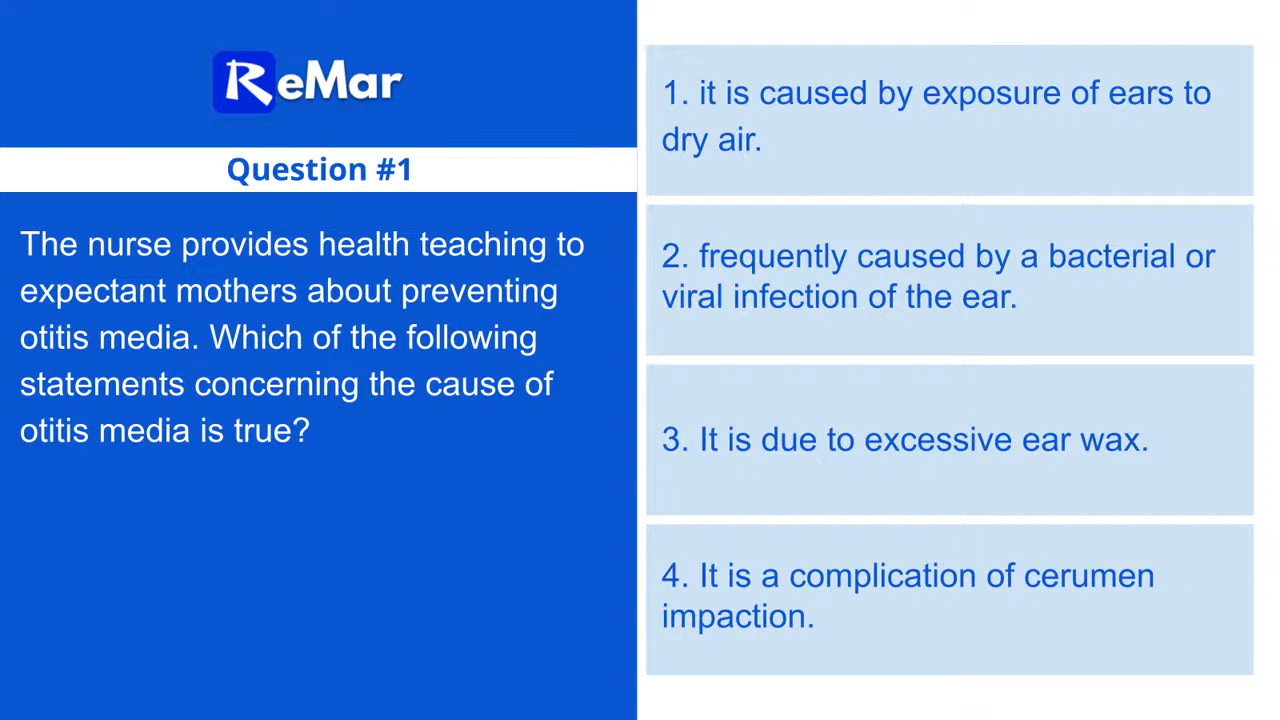 ReMar
Question #1
The nurse provides health teaching to
expectant mothers about preventing
otitis media. Which of the following
statements concerning the cause of
otitis media is true?
1. it is caused by exposure of ears to
dry air.
2. frequently caused by a bacterial or
viral infection of the ear.
3. It is due to excessive ear wax.
4. It is a complication of cerumen
impaction.